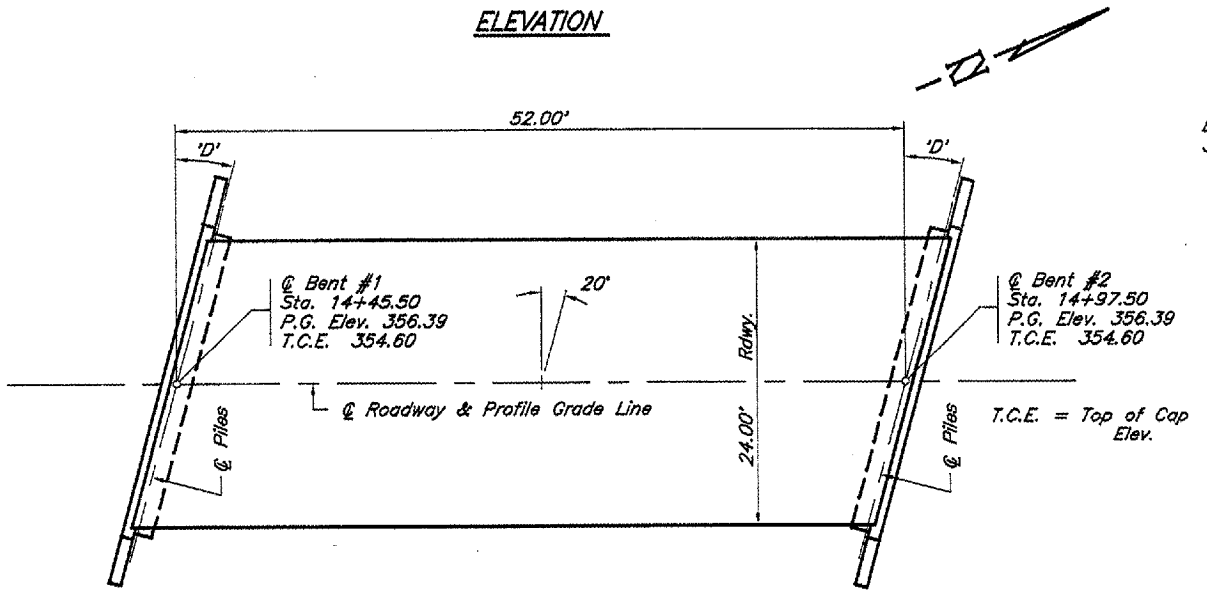 ELEVATION
N
52.00'
'D'
'D'
℄ Bent #1
Sta. 14+45.50
P.G. Elev. 356.39
T.C.E. 354.60
20°
Rdwy.
24.00'
℄ Bent #2
Sta. 14+97.50
P.G. Elev. 356.39
T.C.E. 354.60
℄ Roadway & Profile Grade Line
℄ Piles
℄ Piles
T.C.E. = Top of Cap
Elev.